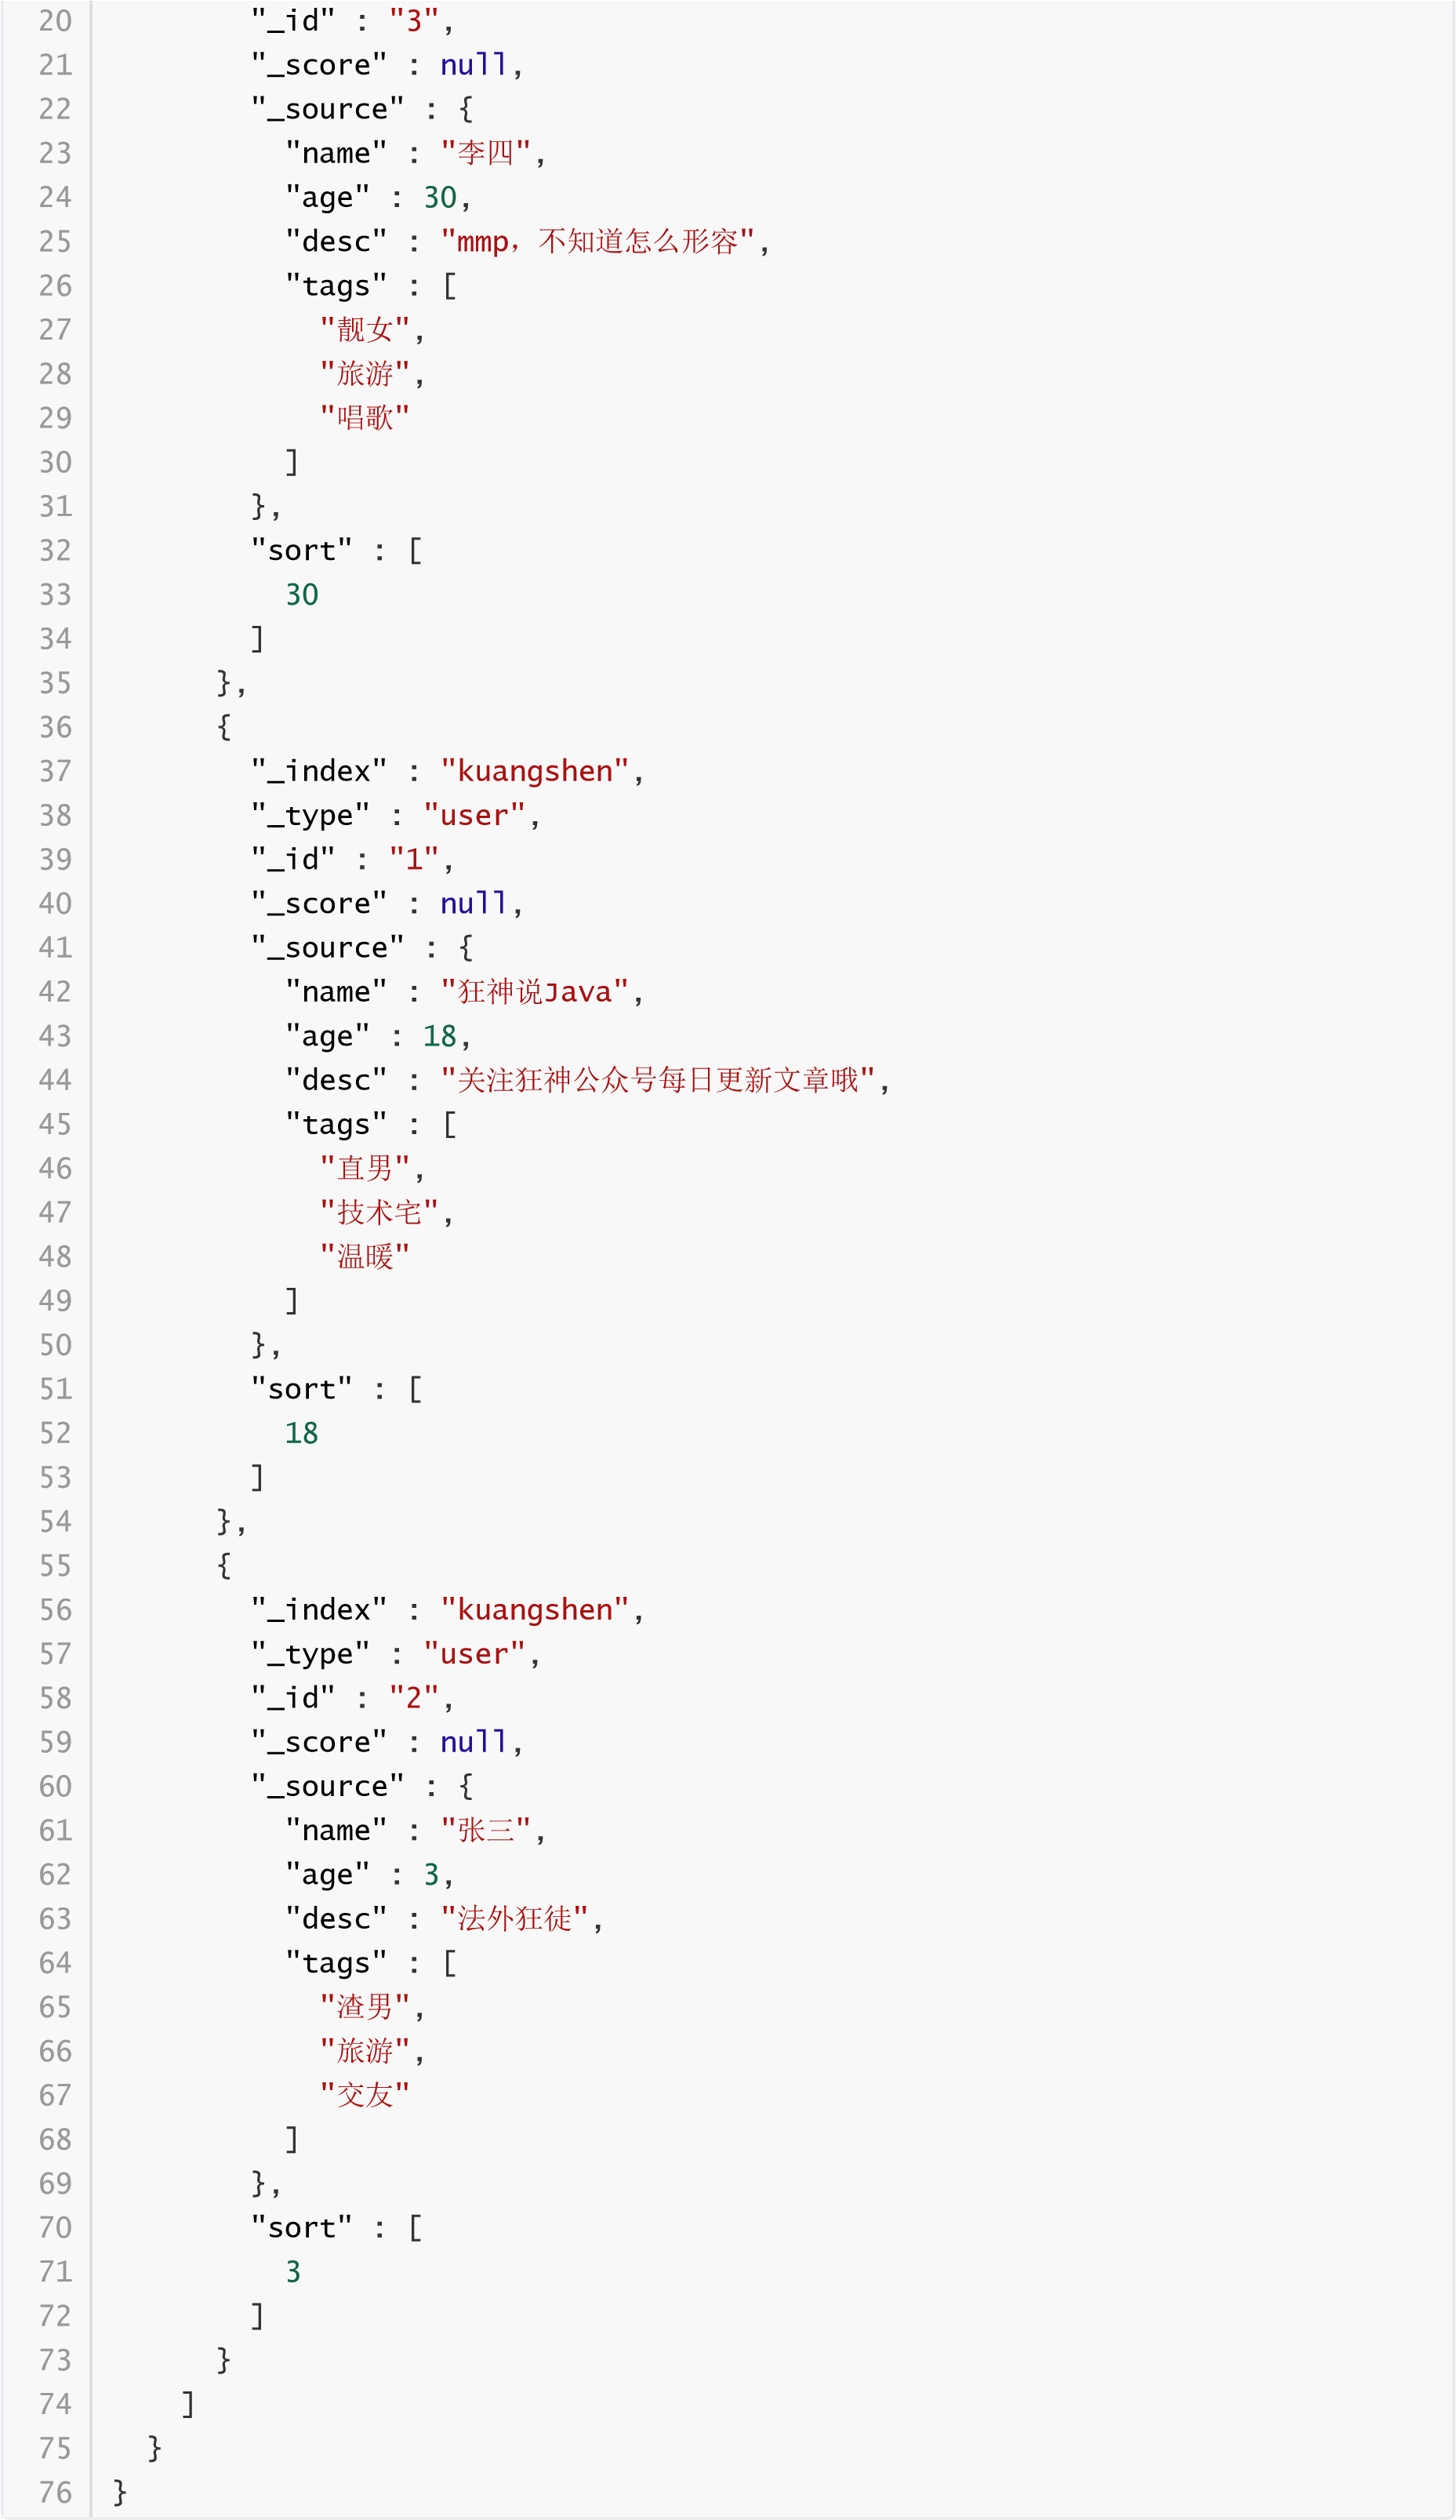 20 "_id" : "3",
21 "_score" : null,
22 "_source" : {
23 "name" : "李四",
24 "age" : 30,
25 "desc" : "mmp，不知道怎么形容",
26 "tags" : [
27 "靓女",
28 "旅游",
29 "唱歌"
30 ]
31 },
32 "sort" : [
33 30
34 ]
35 },
36 {
37 "_index" : "kuangshen",
38 "_type" : "user",
39 "_id" : "1",
40 "_score" : null,
41 "_source" : {
42 "name" : "狂神说Java",
43 "age" : 18,
44 "desc" : "关注狂神公众号每日更新文章哦",
45 "tags" : [
46 "直男",
47 "技术宅",
48 "温暖"
49 ]
50 },
51 "sort" : [
52 18
53 ]
54 },
55 {
56 "_index" : "kuangshen",
57 "_type" : "user",
58 "_id" : "2",
59 "_score" : null,
60 "_source" : {
61 "name" : "张三",
62 "age" : 3,
63 "desc" : "法外狂徒",
64 "tags" : [
65 "渣男",
66 "旅游",
67 "交友"
68 ]
69 },
70 "sort" : [
71 3
72 ]
73 }
74 ]
75 }
76 }